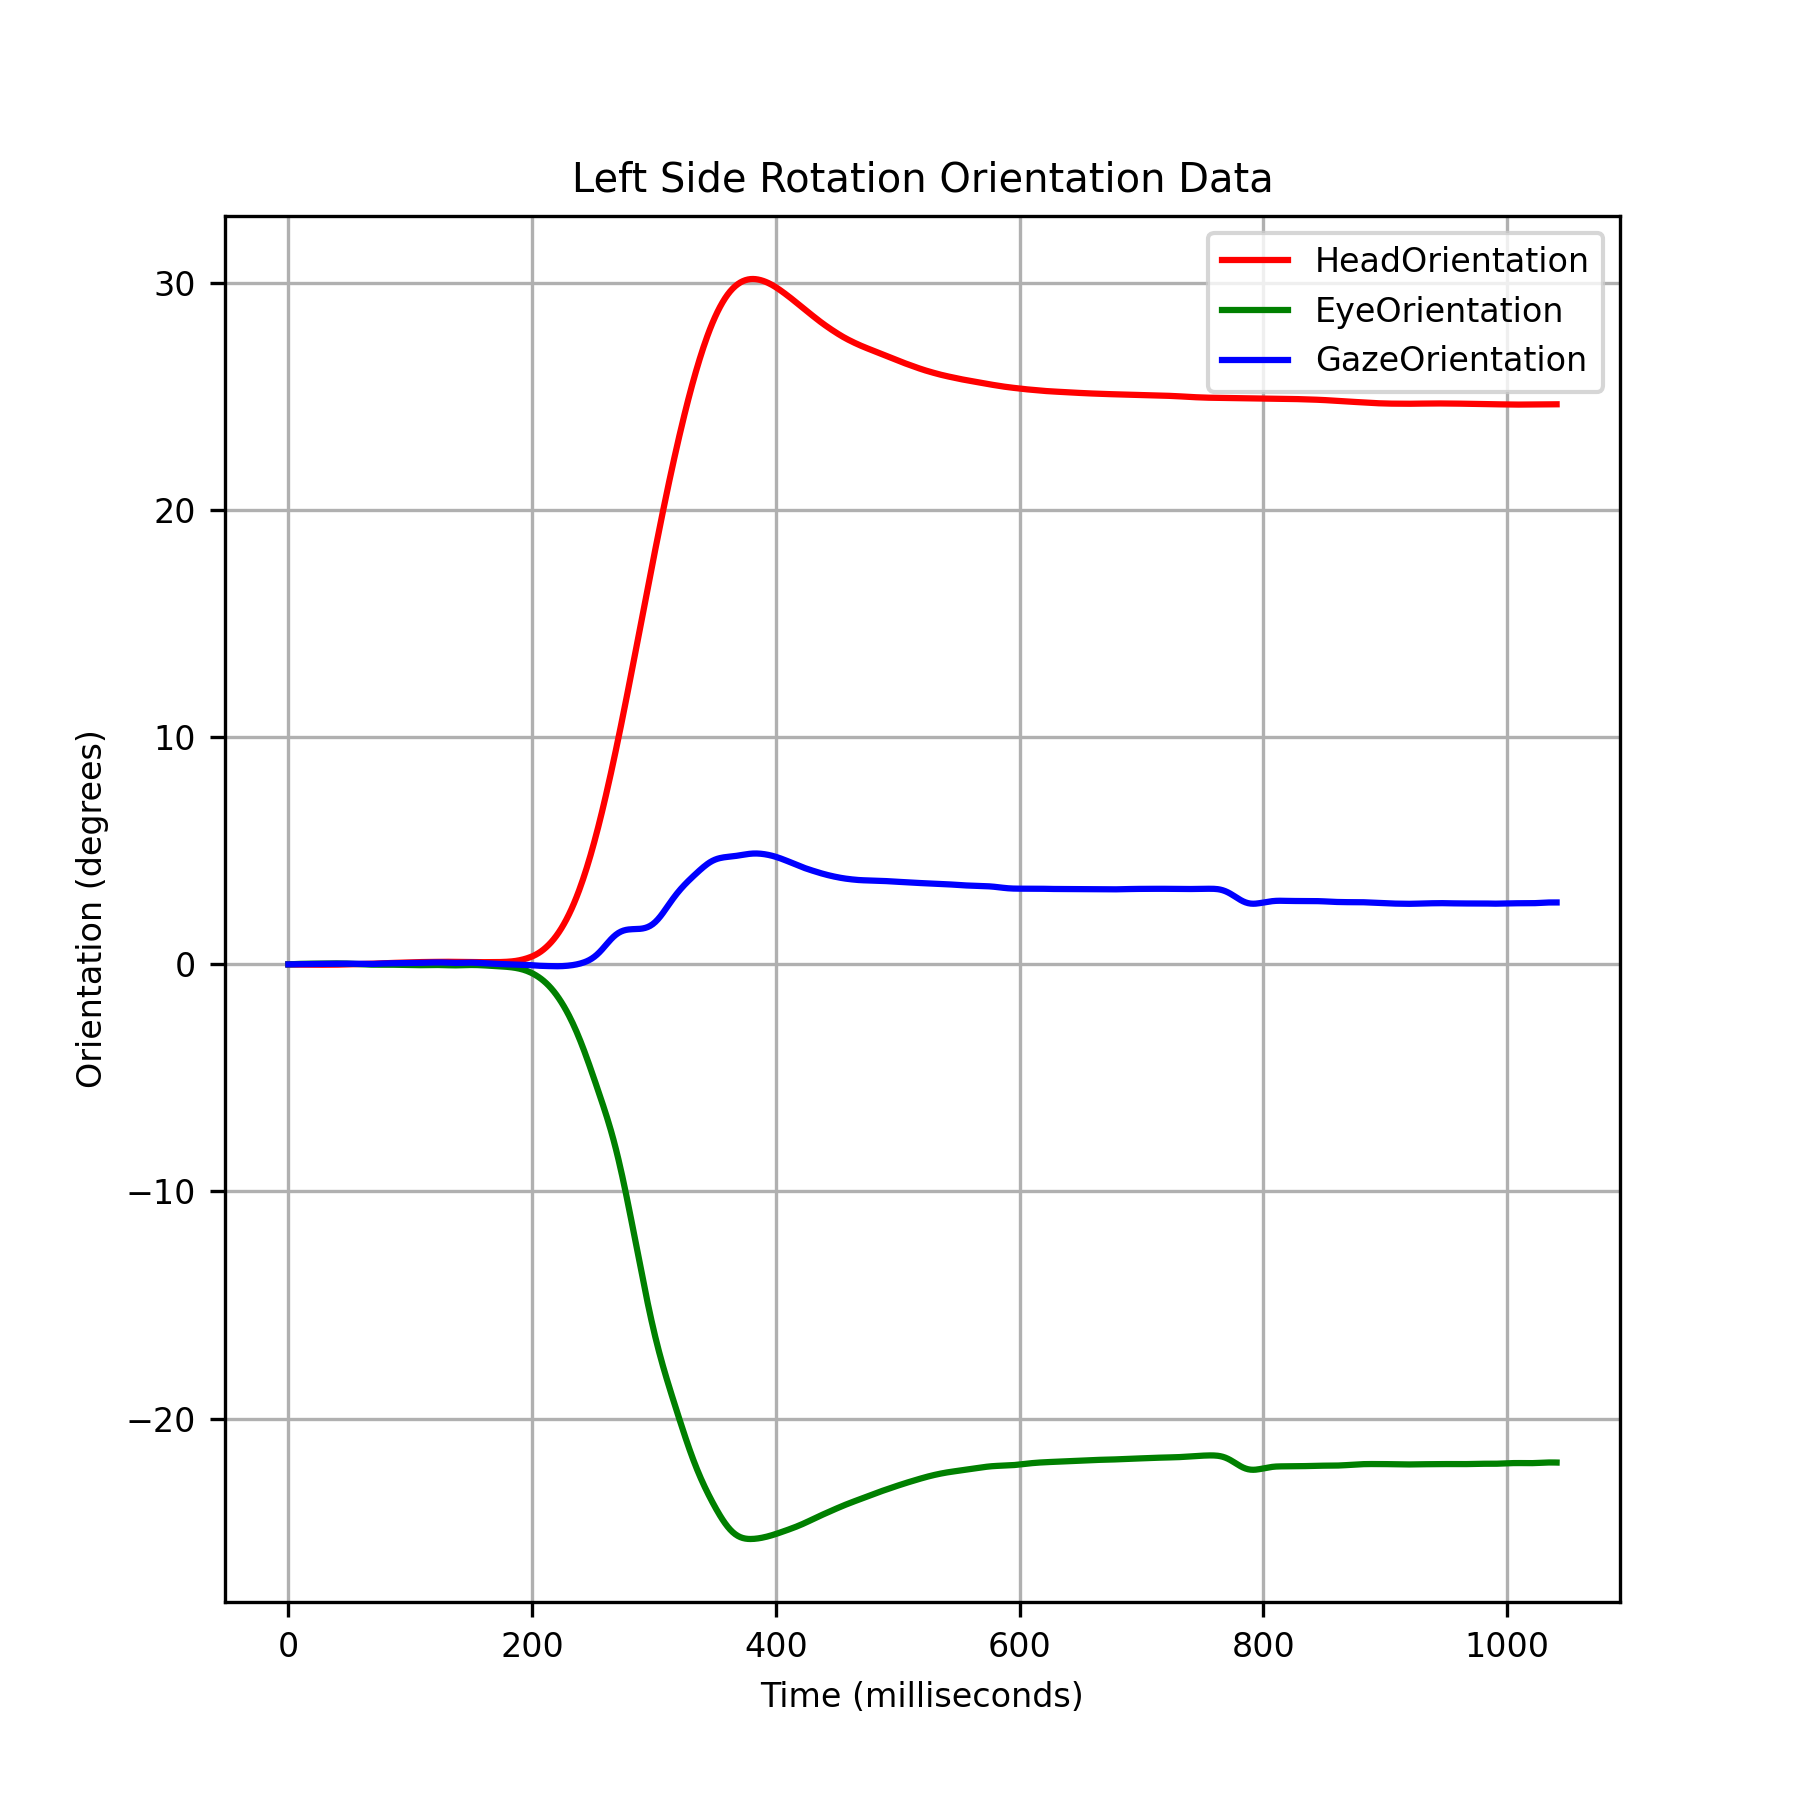 Left Side Rotation Orientation Data
HeadOrientation
EyeOrientation
GazeOrientation
30
20
10
0
−10
−20
Orientation (degrees)
0 200 400 600 800 1000
Time (milliseconds)